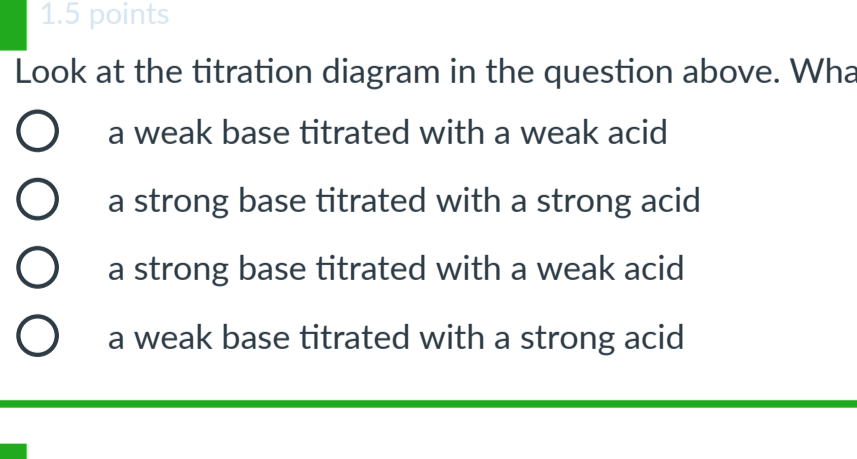 1.5 points
Look at the titration diagram in the question above. Wha
a weak base titrated with a weak acid
a strong base titrated with a strong acid
a strong base titrated with a weak acid
a weak base titrated with a strong acid